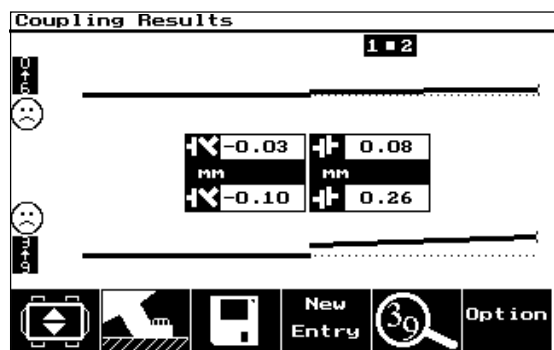 Coupling Results
1 2
0
6
-0.03
0.08
mm
mm
-0.10
0.26
3
9
New
Entry
39
Option